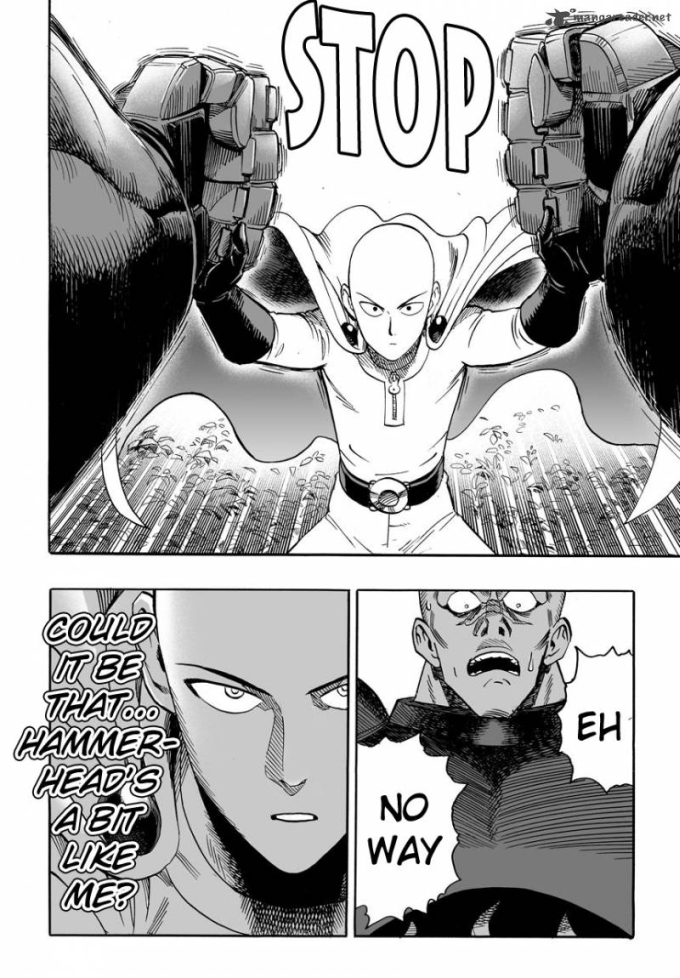 mangareader.net
STOP
EH
NO
WAY
COULD
IT BE
THAT...
HAMMER-
HEAD'S
A BIT
LIKE
ME?